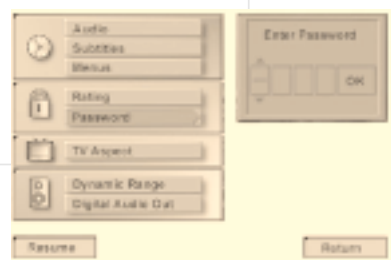 Audio
Subtitles
Menus
Rating
Password
TV Aspect
Dynamic Range
Digital Audio Out
Enter Password
OK
Resume
Return